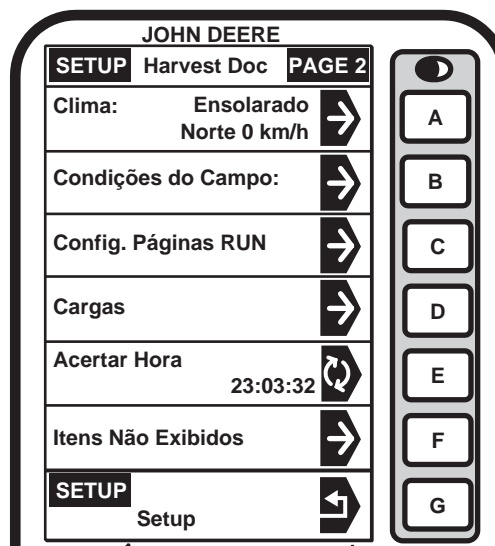 JOHN DEERE
SETUP Harvest Doc PAGE 2
Clima: Ensolarado
Norte 0 km/h
A
Condições do Campo:
B
Config. Páginas RUN
C
Cargas
D
Acertar Hora
23:03:32
E
Itens Não Exibidos
F
SETUP
Setup
G